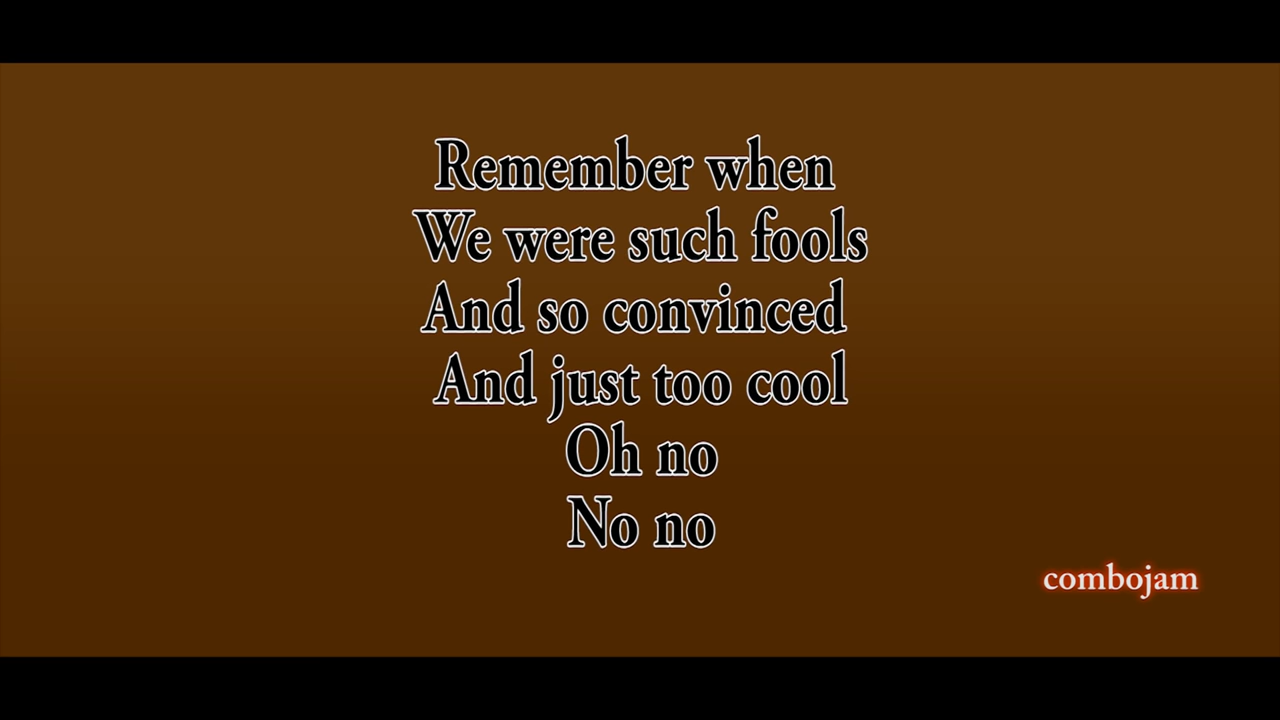 Remember when
We were such fools
And so convinced
And just too cool
Oh no
No no
combojam